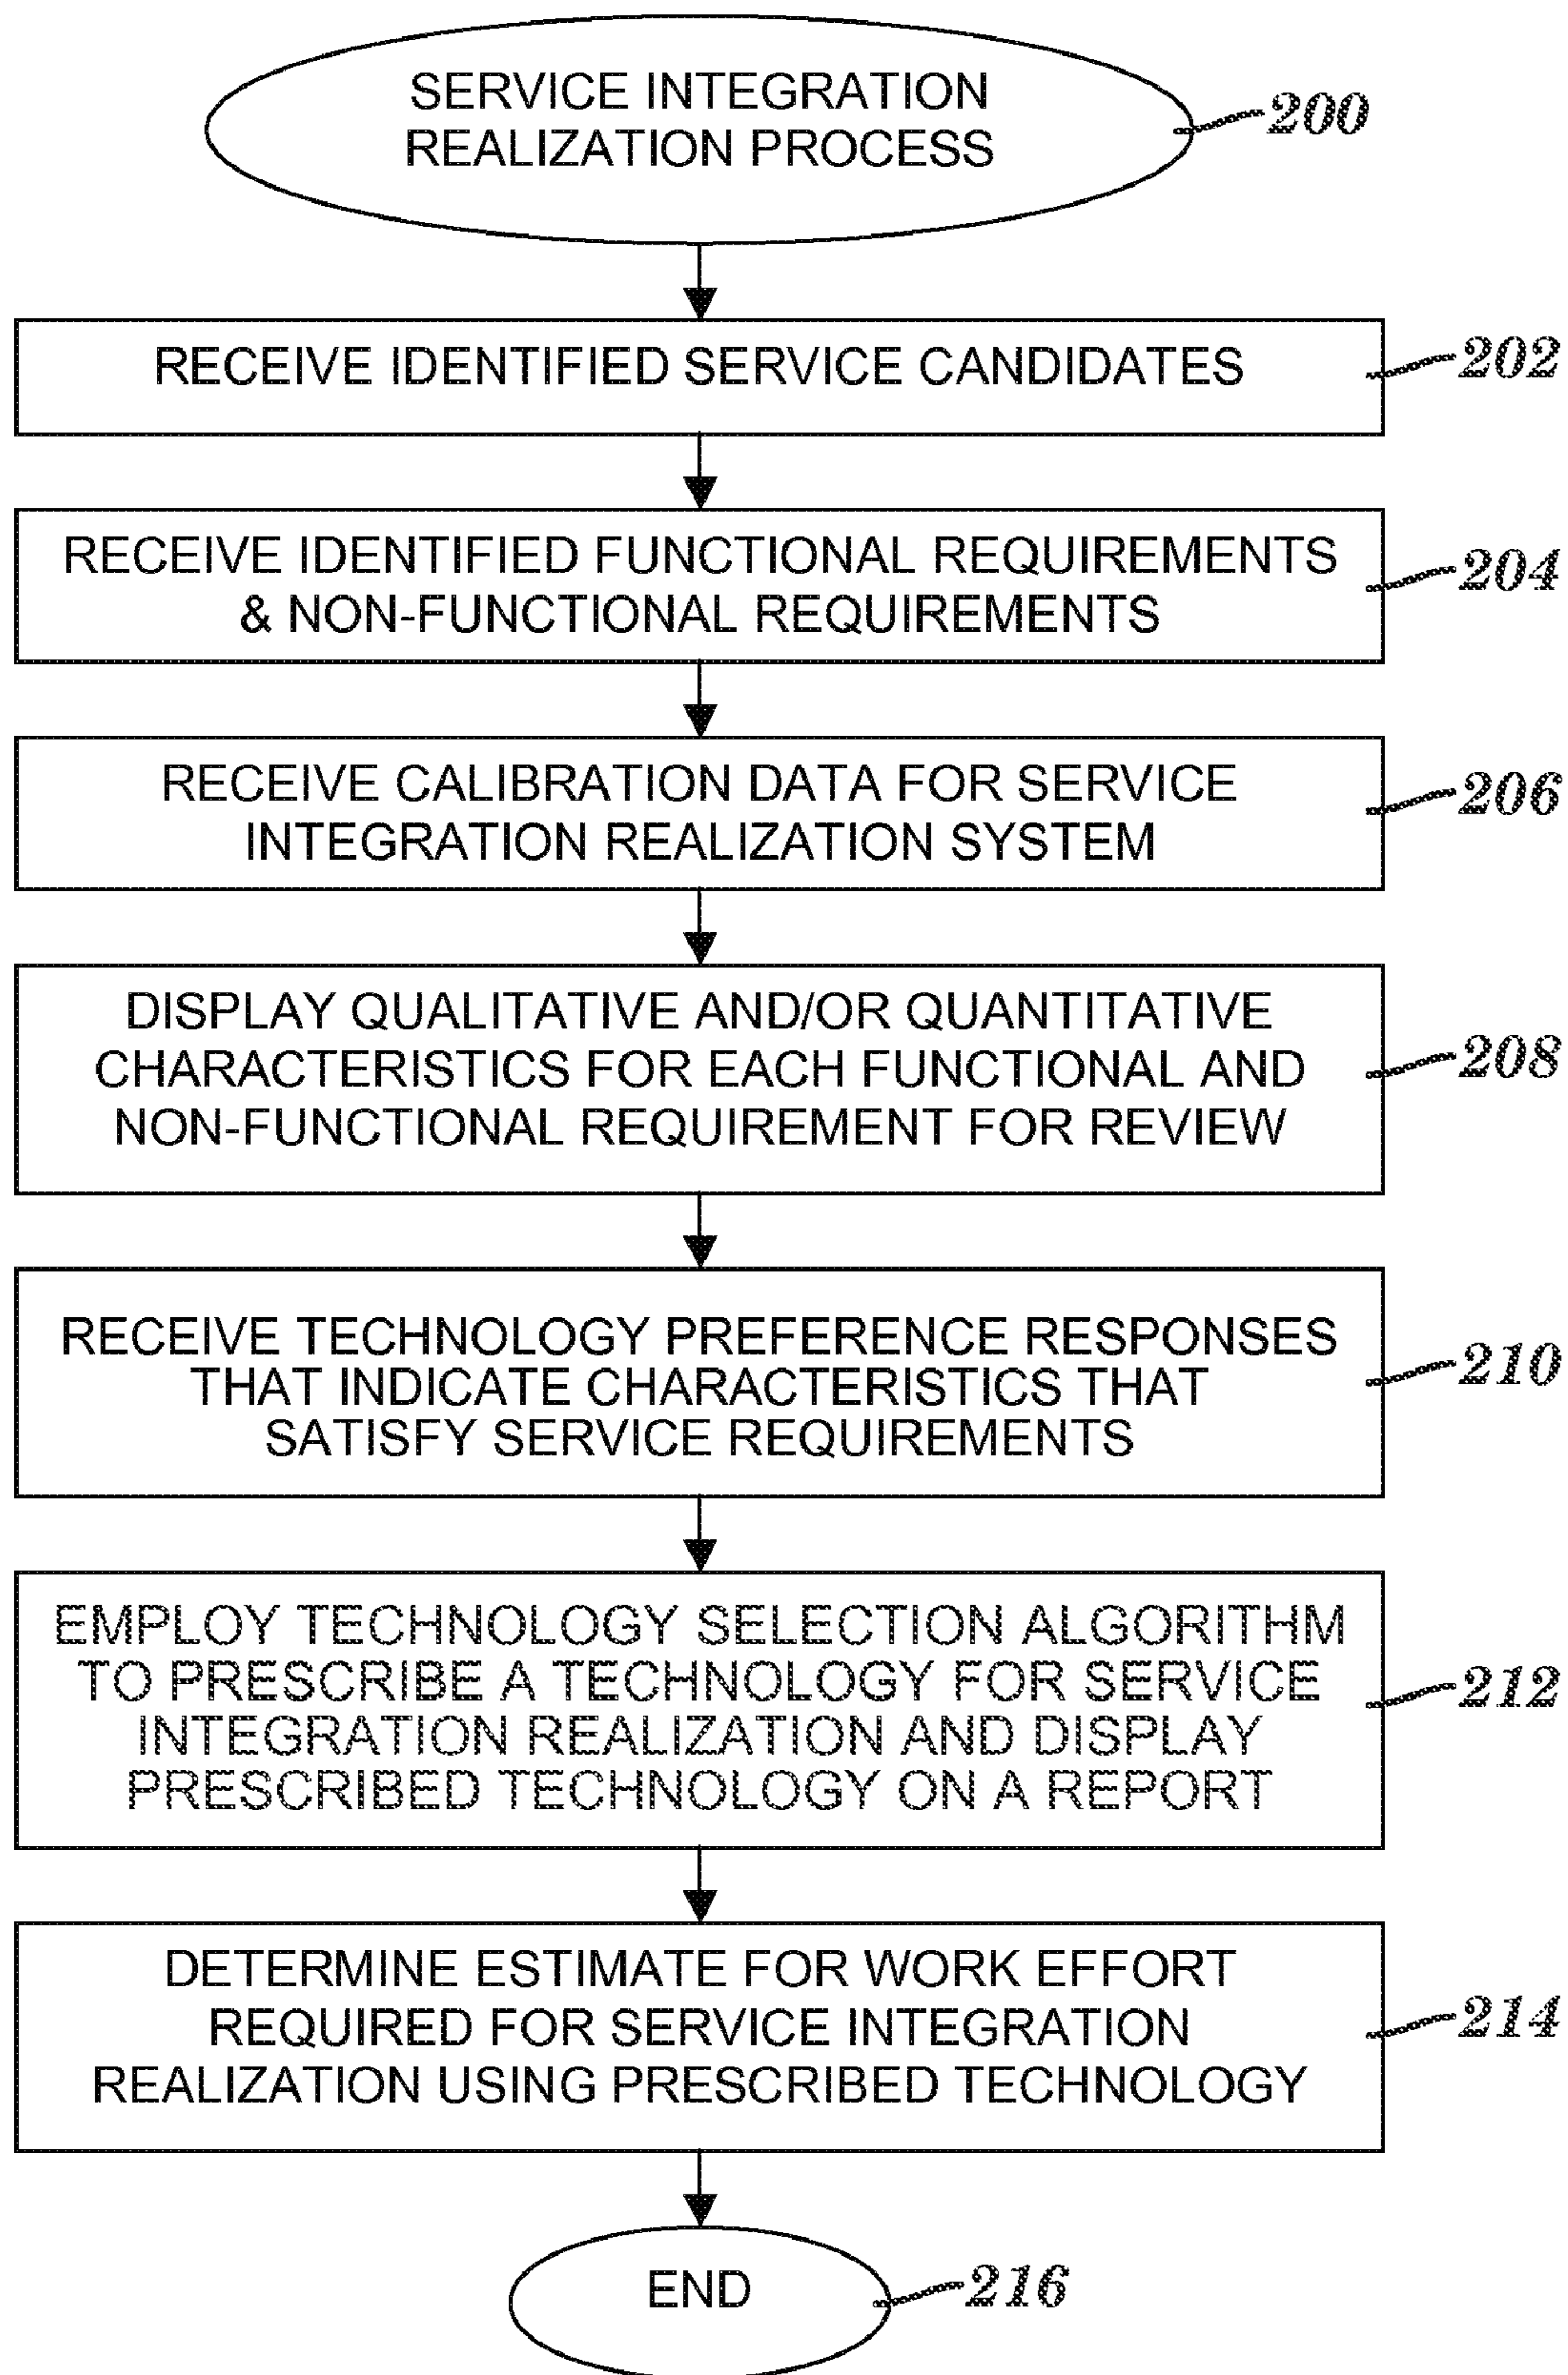 SERVICE INTEGRATION
REALIZATION PROCESS
200
RECEIVE IDENTIFIED SERVICE CANDIDATES
202
RECEIVE IDENTIFIED FUNCTIONAL REQUIREMENTS
& NON-FUNCTIONAL REQUIREMENTS
204
RECEIVE CALIBRATION DATA FOR SERVICE
INTEGRATION REALIZATION SYSTEM
206
DISPLAY QUALITATIVE AND/OR QUANTITATIVE
CHARACTERISTICS FOR EACH FUNCTIONAL AND
NON-FUNCTIONAL REQUIREMENT FOR REVIEW
208
RECEIVE TECHNOLOGY PREFERENCE RESPONSES
THAT INDICATE CHARACTERISTICS THAT
SATISFY SERVICE REQUIREMENTS
210
EMPLOY TECHNOLOGY SELECTION ALGORITHM
TO PRESCRIBE A TECHNOLOGY FOR SERVICE
INTEGRATION REALIZATION AND DISPLAY
PRESCRIBED TECHNOLOGY ON A REPORT
212
DETERMINE ESTIMATE FOR WORK EFFORT
REQUIRED FOR SERVICE INTEGRATION
REALIZATION USING PRESCRIBED TECHNOLOGY
214
END
216